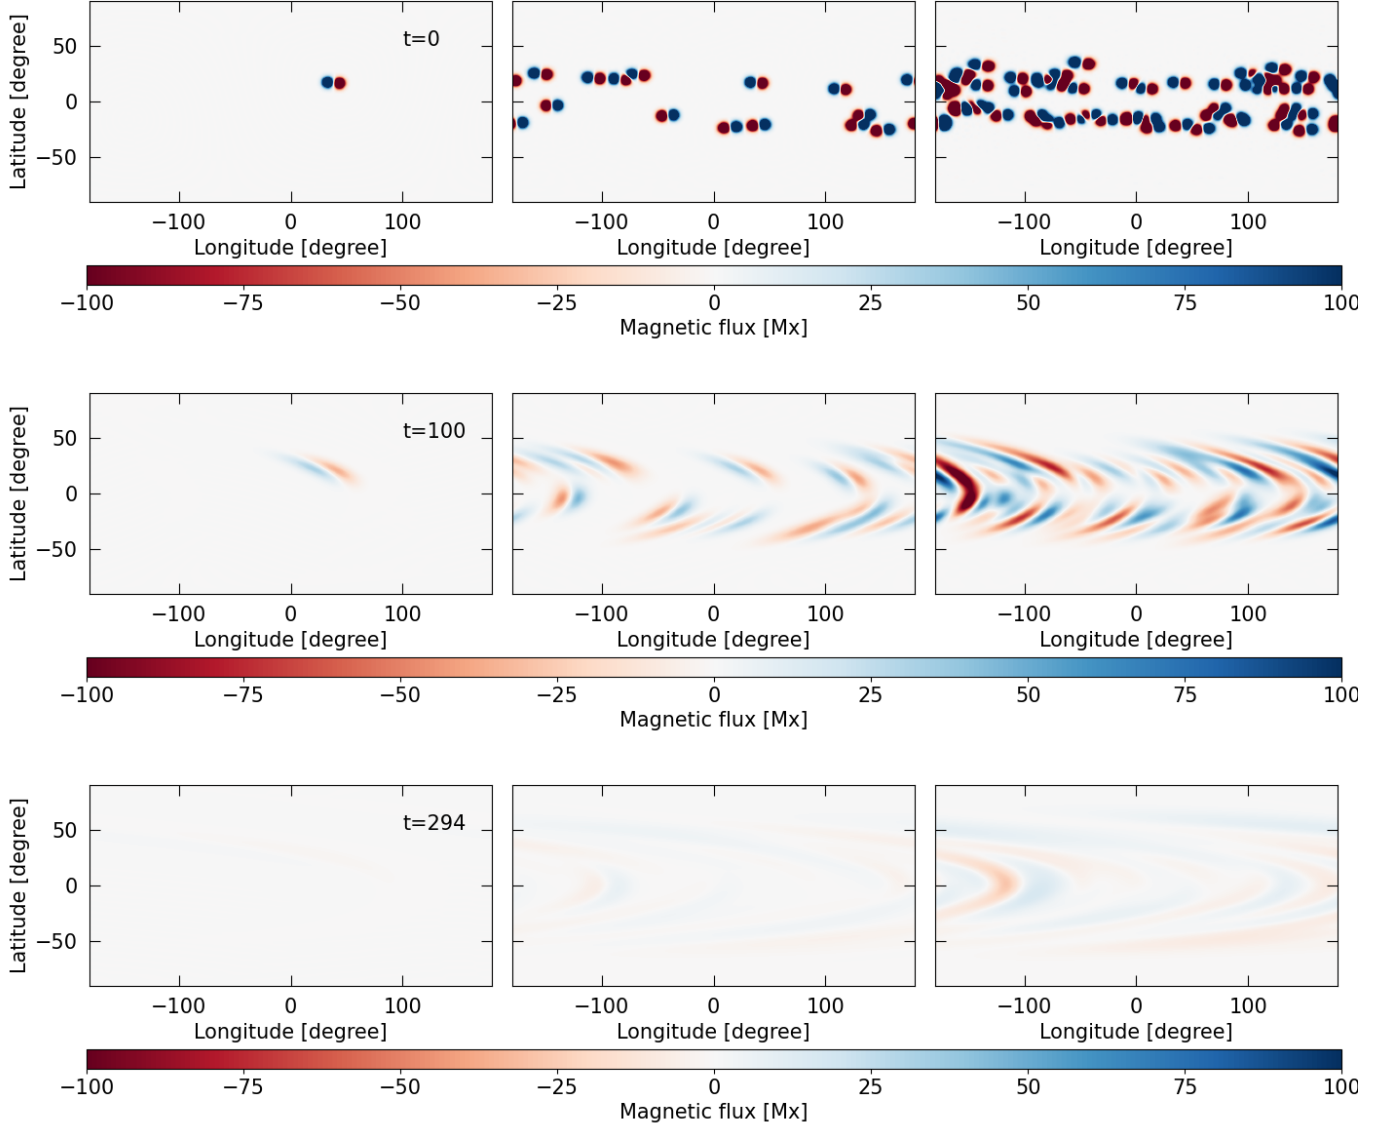 t=0
50
0
−50
Latitude [degree]
−100 0 100 −100 0 100 −100 0 100
Longitude [degree] Longitude [degree] Longitude [degree]
−100 −75 −50 −25 0 25 50 75 100
Magnetic flux [Mx]
t=100
50
0
−50
Latitude [degree]
−100 0 100 −100 0 100 −100 0 100
Longitude [degree] Longitude [degree] Longitude [degree]
−100 −75 −50 −25 0 25 50 75 100
Magnetic flux [Mx]
t=294
50
0
−50
Latitude [degree]
−100 0 100 −100 0 100 −100 0 100
Longitude [degree] Longitude [degree] Longitude [degree]
−100 −75 −50 −25 0 25 50 75 100
Magnetic flux [Mx]